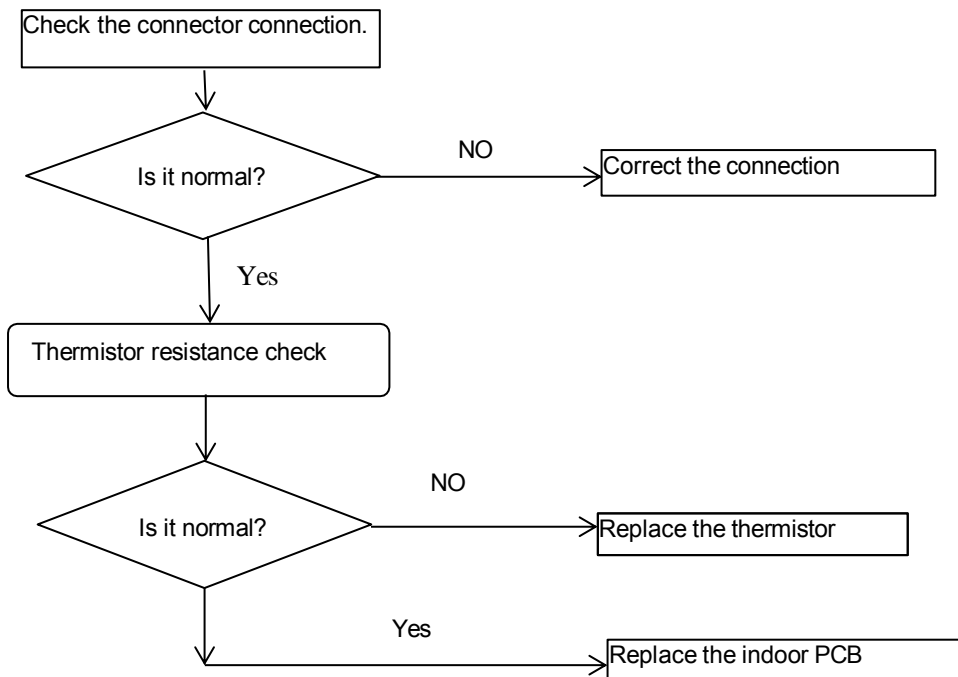 Check the connector connection.
Is it normal?
NO
Correct the connection
Yes
Thermistor resistance check
Is it normal?
NO
Replace the thermistor
Yes
Replace the indoor PCB